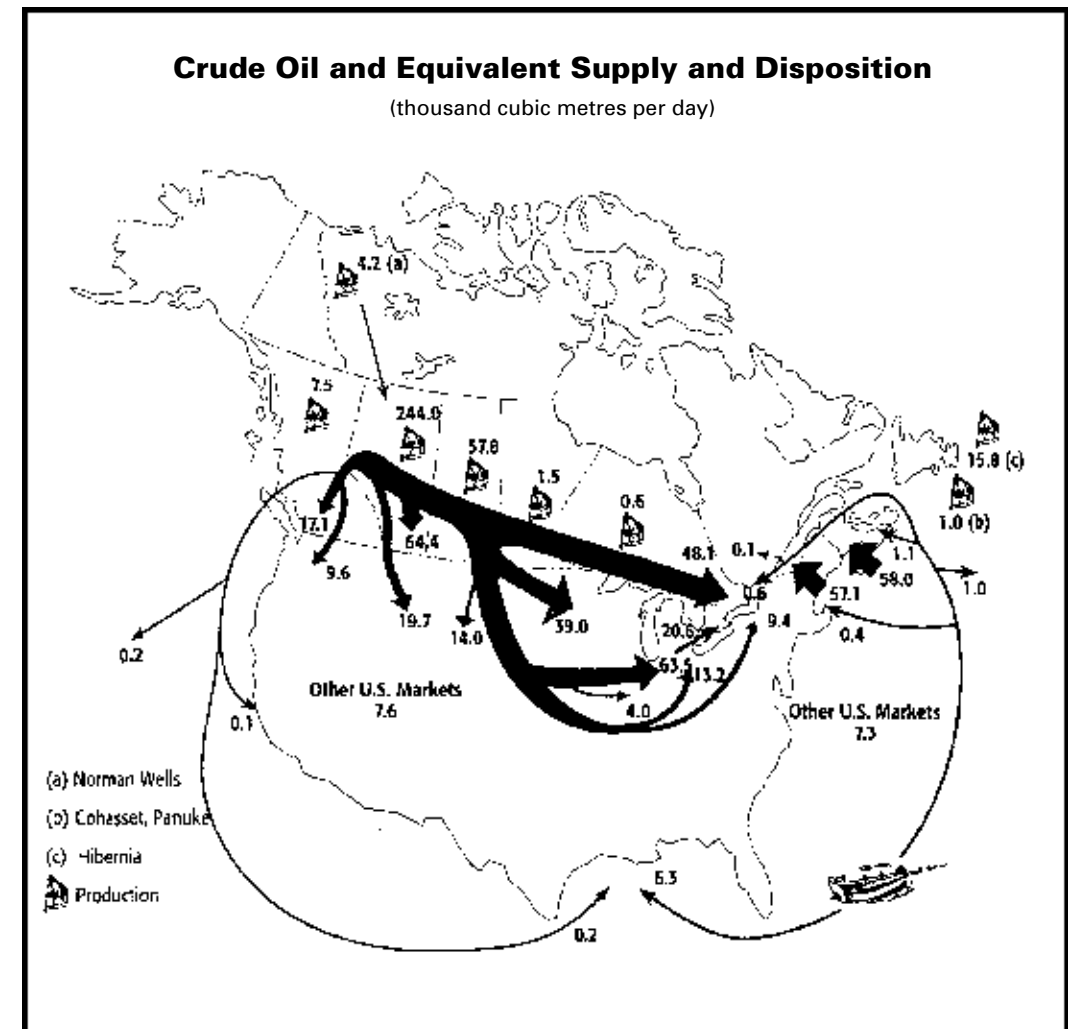 Crude Oil and Equivalent Supply and Disposition
(thousand cubic metres per day)
4.2 (a)
7.5
244.0
57.8
15.8 (c)
1.5
0.6
1.0 (b)
17.1
64.4
48.1
0.1
1.1
9.6
0.6
58.0
57.1
1.0
19.7
14.0
39.0
20.6
9.4
0.4
0.2
63.5
13.2
Other U.S. Markets
7.6
4.0
Other U.S. Markets
7.3
0.1
(a) Norman Wells
(b) Cohasset, Panuke
(c) Hibernia
Production
6.3
0.2